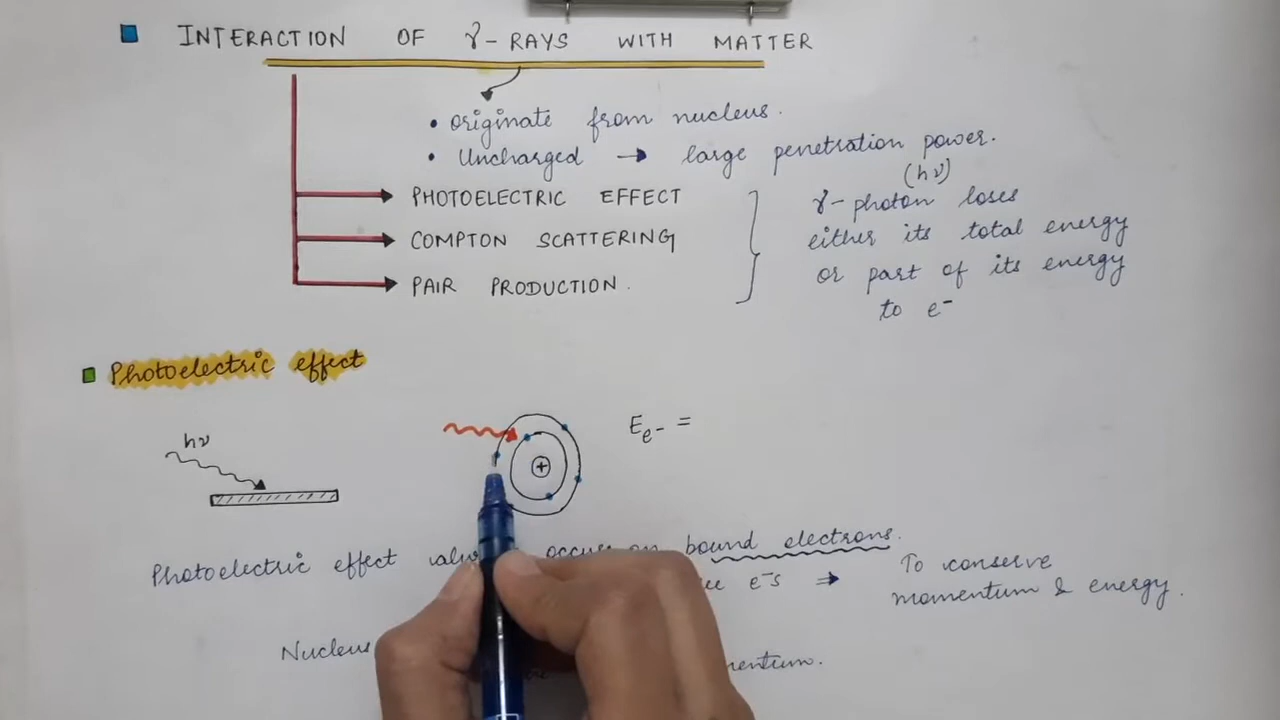 INTERACTION OF γ-RAYS WITH MATTER
• originate from nucleus.
• Uncharged → large penetration power.
PHOTOELECTRIC EFFECT
COMPTON SCATTERING
PAIR PRODUCTION.
(hν)
γ-photon loses
either its total energy
or part of its energy
to e⁻
Photoelectric effect
hν
+
E e⁻ =
Photoelectric effect occurs on bound electrons.
e⁻s → To conserve
momentum & energy.
Nucleus